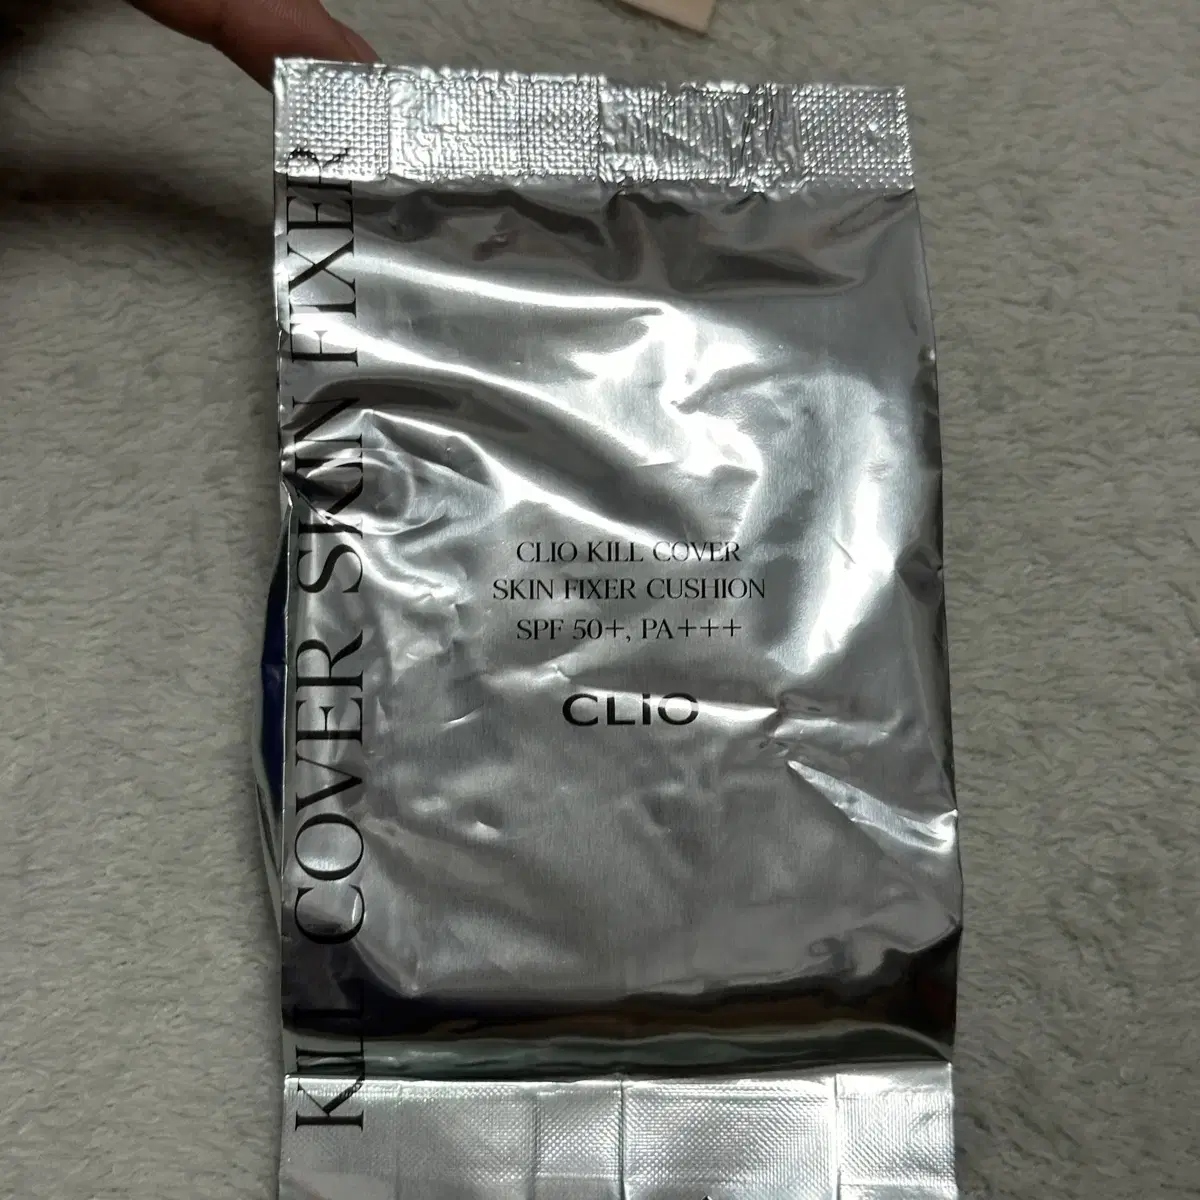 KILL COVER SKIN FIXER
CLIO KILL COVER
SKIN FIXER CUSHION
SPF 50+, PA+++
CLIO